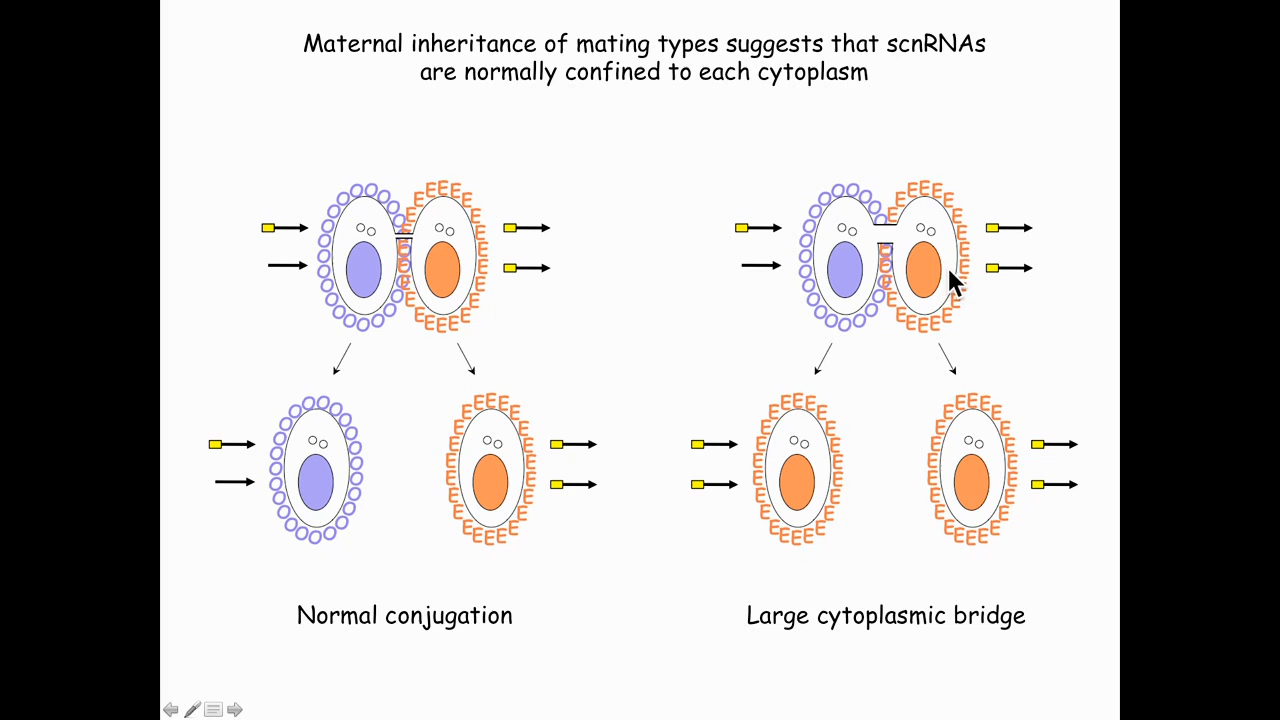 Maternal inheritance of mating types suggests that scnRNAs
are normally confined to each cytoplasm
Normal conjugation
Large cytoplasmic bridge